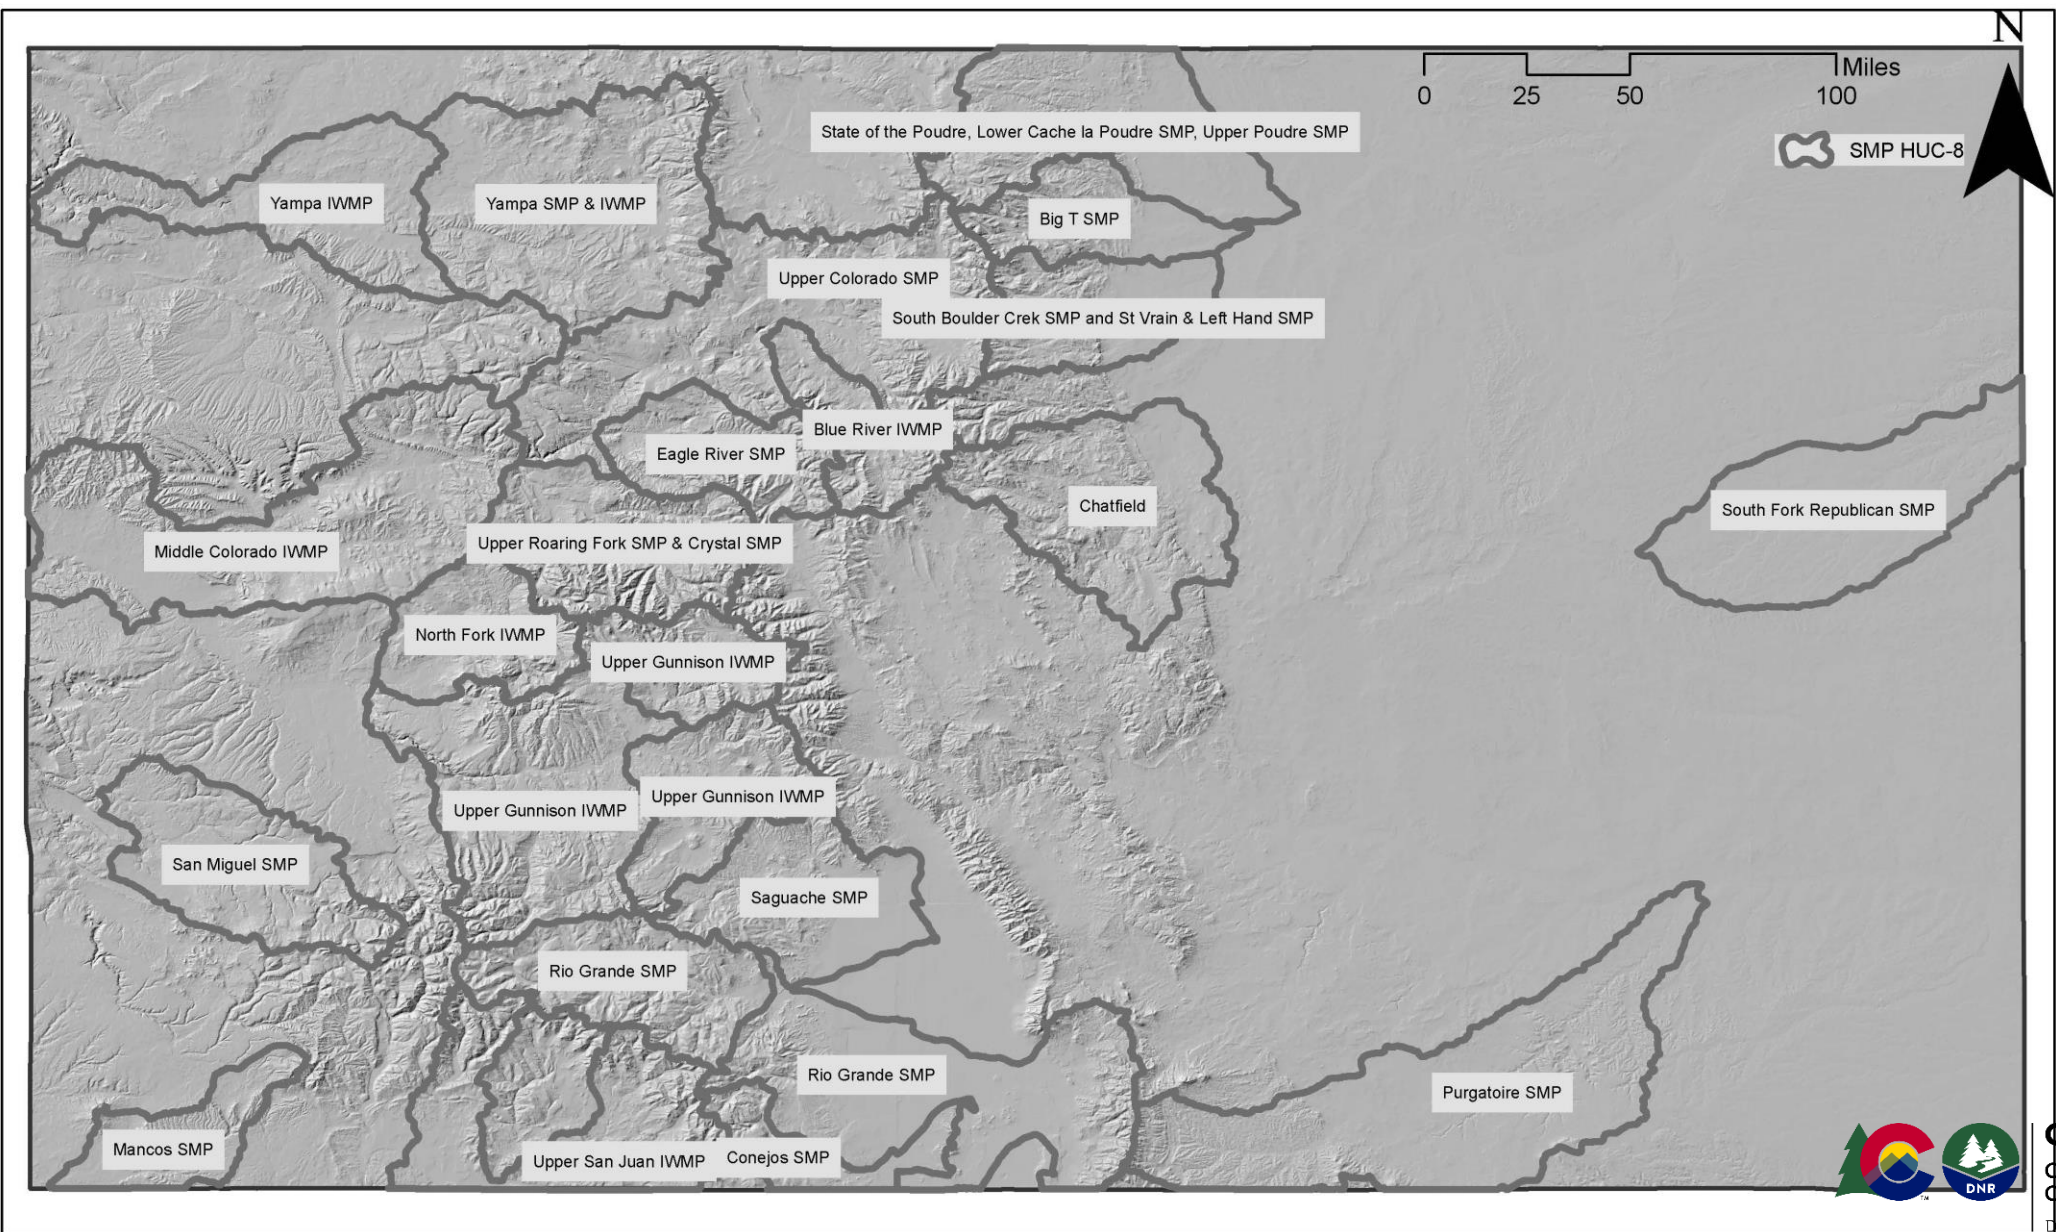 N
Miles
0 25 50 100
SMP HUC-8
State of the Poudre, Lower Cache la Poudre SMP, Upper Poudre SMP
Yampa IWMP
Yampa SMP & IWMP
Big T SMP
Upper Colorado SMP
South Boulder Crek SMP and St Vrain & Left Hand SMP
Blue River IWMP
Eagle River SMP
Chatfield
South Fork Republican SMP
Upper Roaring Fork SMP & Crystal SMP
Middle Colorado IWMP
North Fork IWMP
Upper Gunnison IWMP
Upper Gunnison IWMP
Upper Gunnison IWMP
San Miguel SMP
Saguache SMP
Rio Grande SMP
Rio Grande SMP
Purgatoire SMP
Mancos SMP
Upper San Juan IWMP
Conejos SMP
TM
DNR